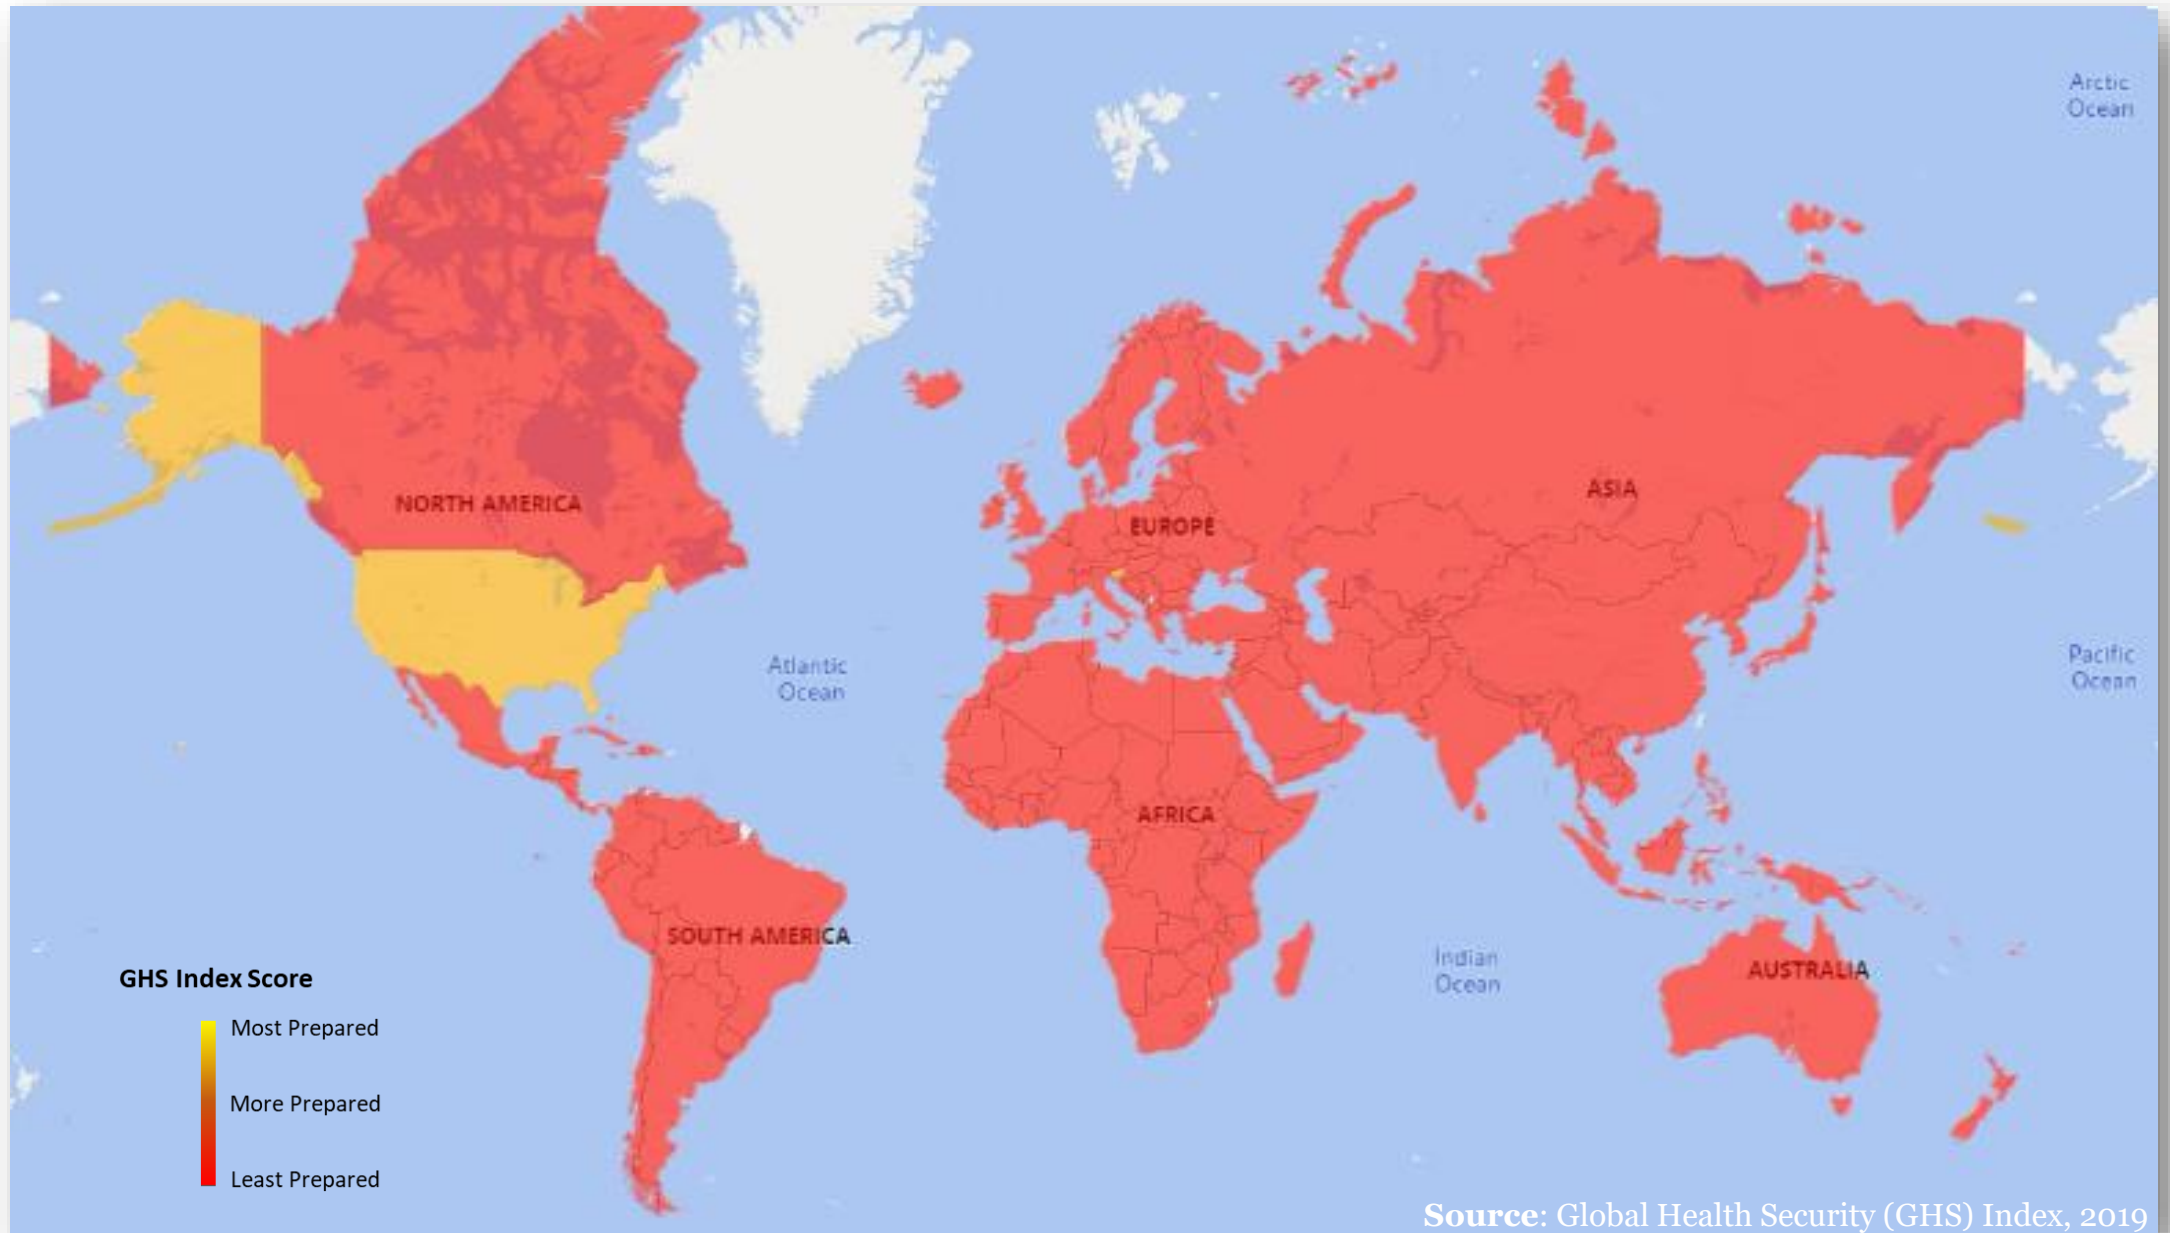 Arctic
Ocean
NORTH AMERICA
ASIA
EUROPE
Atlantic
Ocean
Pacific
Ocean
AFRICA
SOUTH AMERICA
Indian
Ocean
AUSTRALIA
GHS Index Score
Most Prepared
More Prepared
Least Prepared
Source: Global Health Security (GHS) Index, 2019